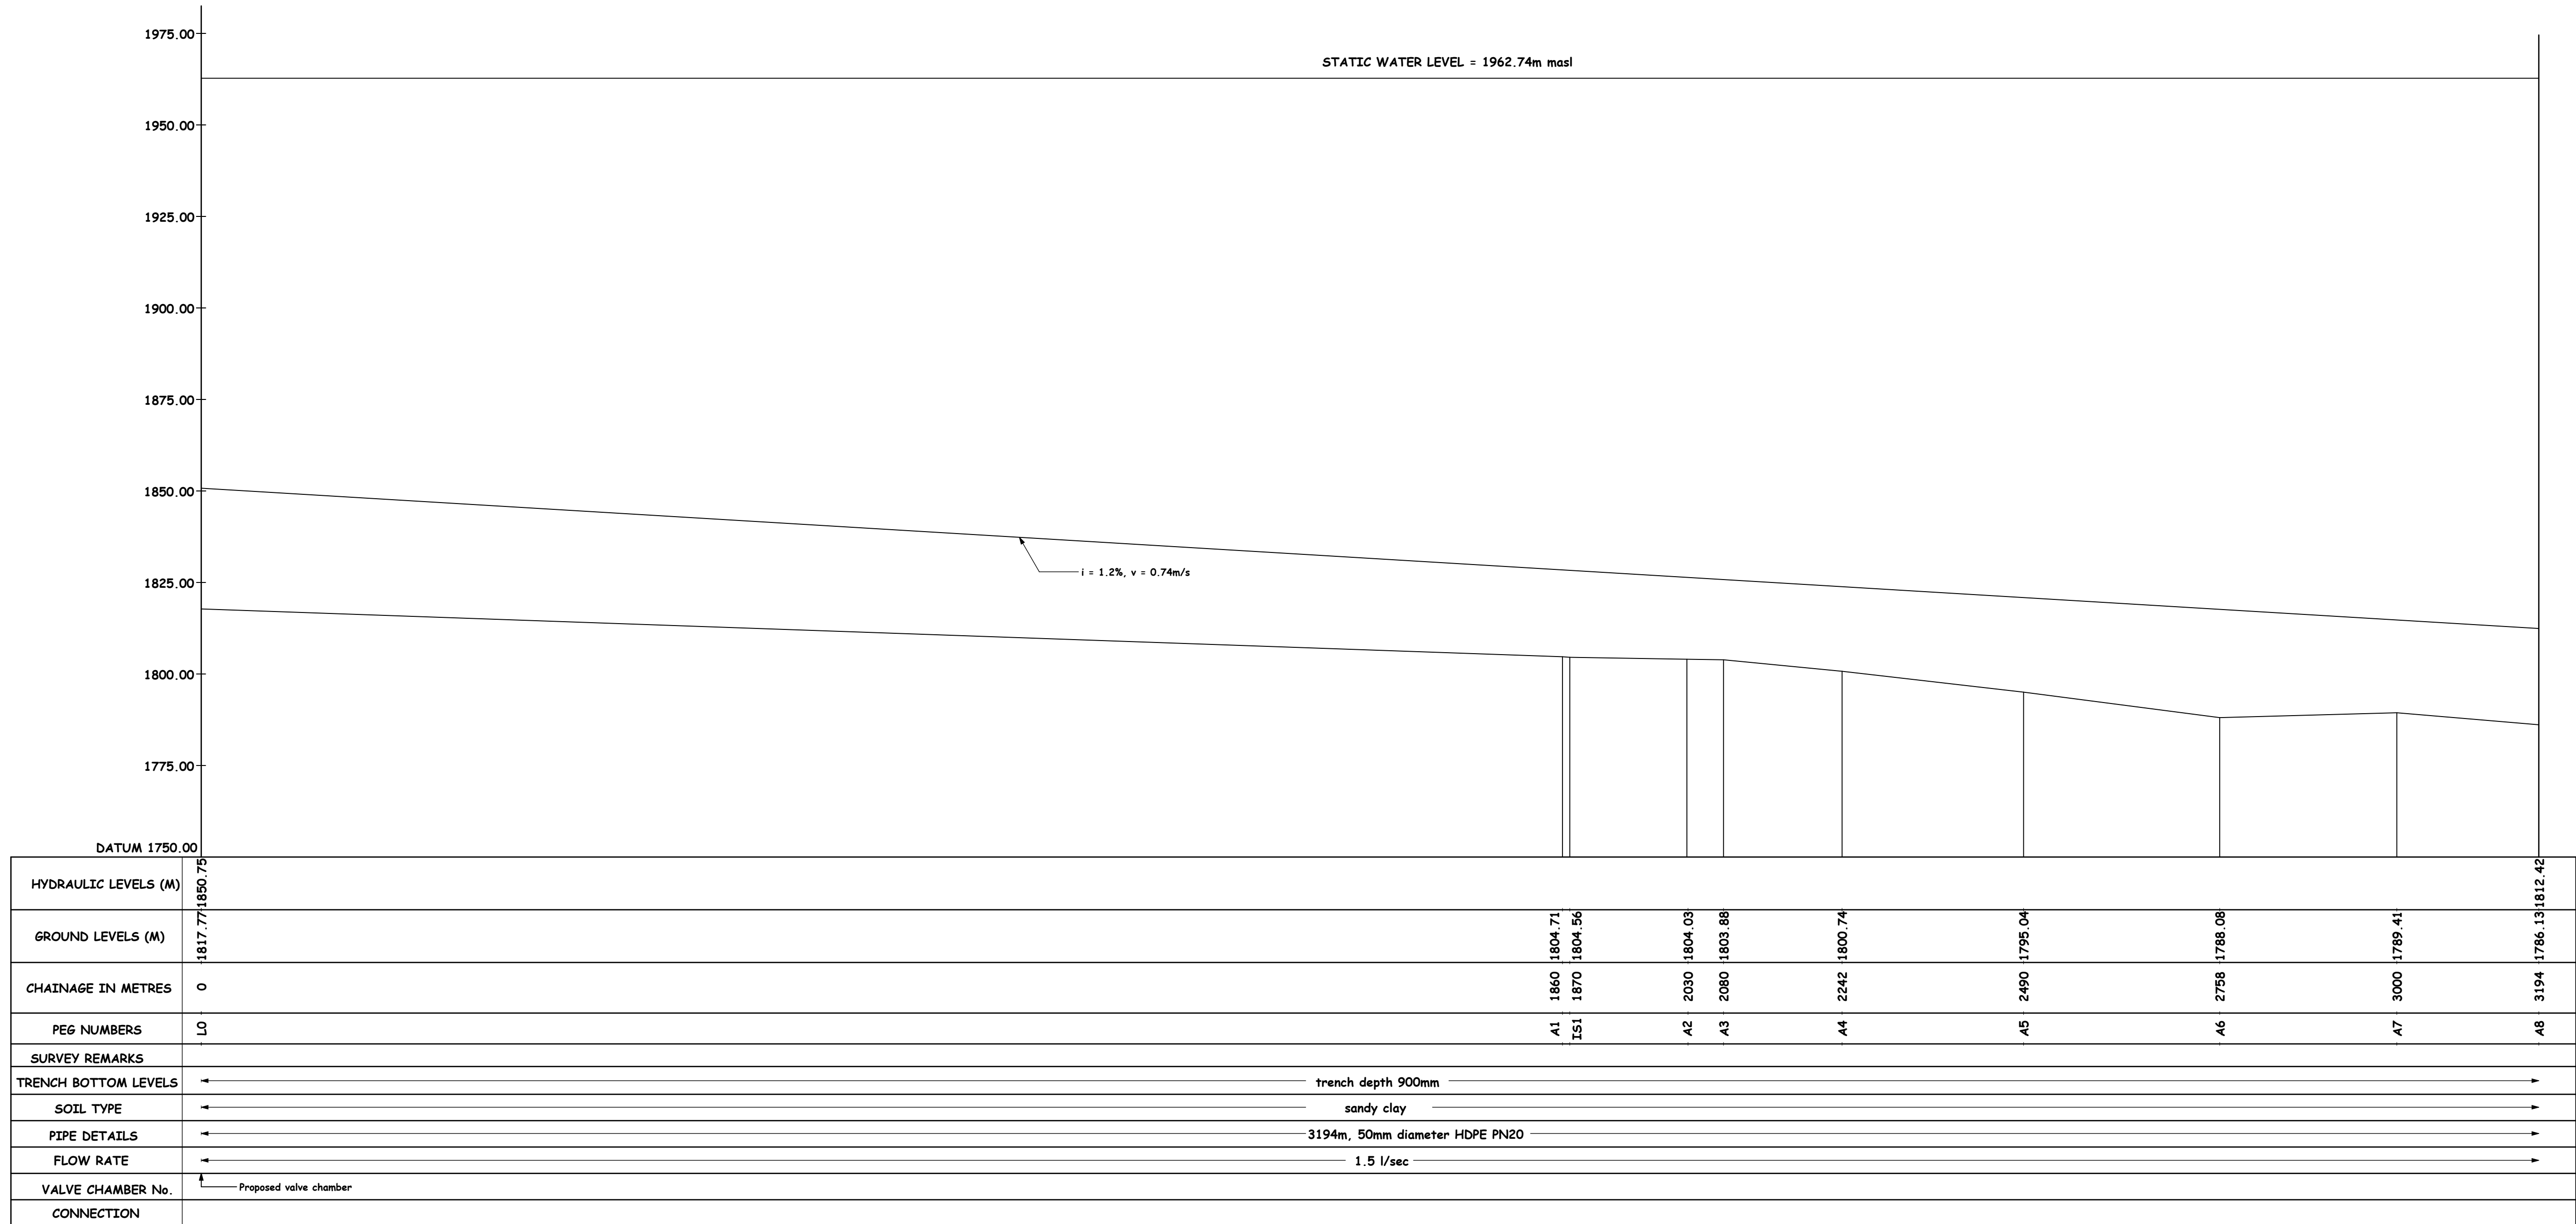 1975.00
STATIC WATER LEVEL = 1962.74m masl
1950.00
1925.00
1900.00
1875.00
1850.00
i = 1.2%, v = 0.74m/s
1825.00
1800.00
1775.00
DATUM 1750.00
HYDRAULIC LEVELS (M) 1850.75 1812.42
GROUND LEVELS (M) 1817.77 1804.71 1804.56 1804.03 1803.88 1800.74 1795.04 1788.08 1789.41 1786.13
CHAINAGE IN METRES 0 1860 1870 2030 2080 2242 2490 2758 3000 3194
PEG NUMBERS L0 A1 IS1 A2 A3 A4 A5 A6 A7 A8
SURVEY REMARKS
TRENCH BOTTOM LEVELS trench depth 900mm
SOIL TYPE sandy clay
PIPE DETAILS 3194m, 50mm diameter HDPE PN20
FLOW RATE 1.5 l/sec
VALVE CHAMBER No. Proposed valve chamber
CONNECTION